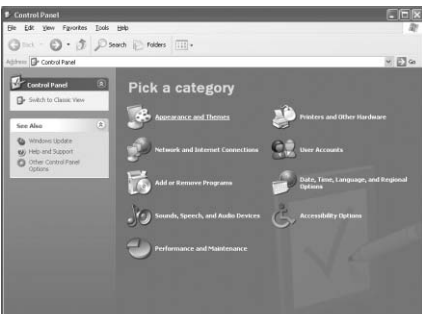 Control Panel
File Edit View Favorites Tools Help
Back Search Folders
Address Control Panel Go
Control Panel
Switch to Classic View
See Also
Windows Update
Help and Support
Other Control Panel
Options
Pick a category
Appearance and Themes
Printers and Other Hardware
Network and Internet Connections
User Accounts
Add or Remove Programs
Date, Time, Language, and Regional
Options
Sounds, Speech, and Audio Devices
Accessibility Options
Performance and Maintenance